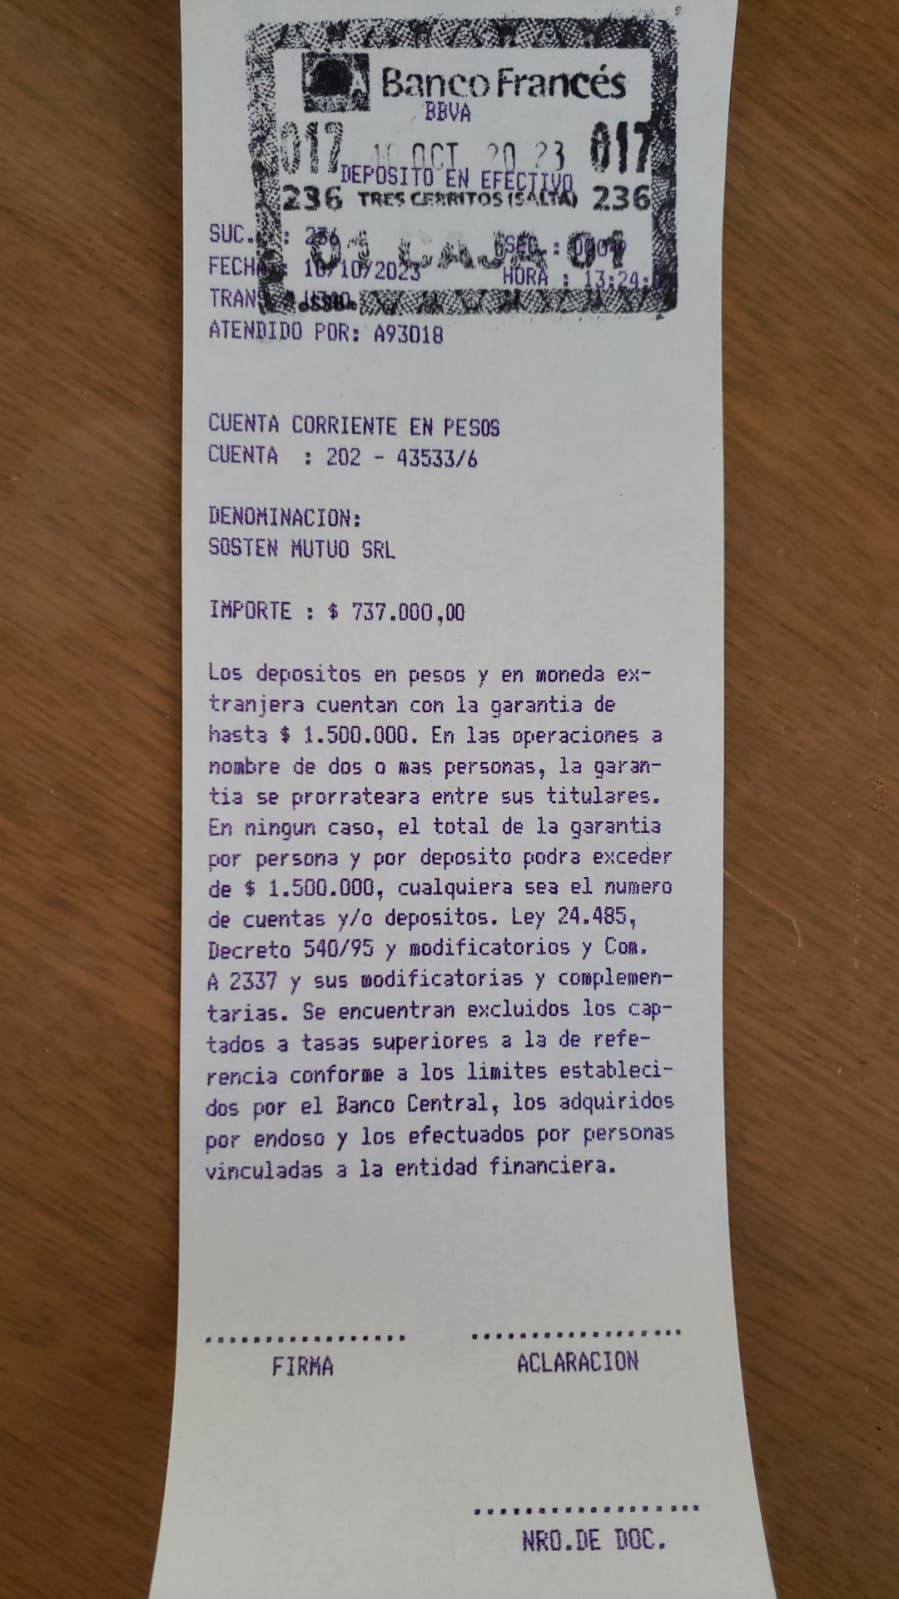 Banco Francés
BBVA
017 10 OCT 2023 017
DEPOSITO EN EFECTIVO
236 TRES CERRITOS (SALTA) 236
SUC. : 236
01 CAJA 01
FECHA : 10/10/2023
HORA : 13:24:
ATENDIDO POR: A93018
CUENTA CORRIENTE EN PESOS
CUENTA : 202 - 43533/6
DENOMINACION:
SOSTEN MUTUO SRL
IMPORTE : $ 737.000,00
Los depositos en pesos y en moneda ex-
tranjera cuentan con la garantia de
hasta $ 1.500.000. En las operaciones a
nombre de dos o mas personas, la garan-
tia se prorrateara entre sus titulares.
En ningun caso, el total de la garantia
por persona y por deposito podra exceder
de $ 1.500.000, cualquiera sea el numero
de cuentas y/o depositos. Ley 24.485,
Decreto 540/95 y modificatorios y Com.
A 2337 y sus modificatorias y complemen-
tarias. Se encuentran excluidos los cap-
tados a tasas superiores a la de refe-
rencia conforme a los limites estableci-
dos por el Banco Central, los adquiridos
por endoso y los efectuados por personas
vinculadas a la entidad financiera.
FIRMA ACLARACION
NRO.DE DOC.